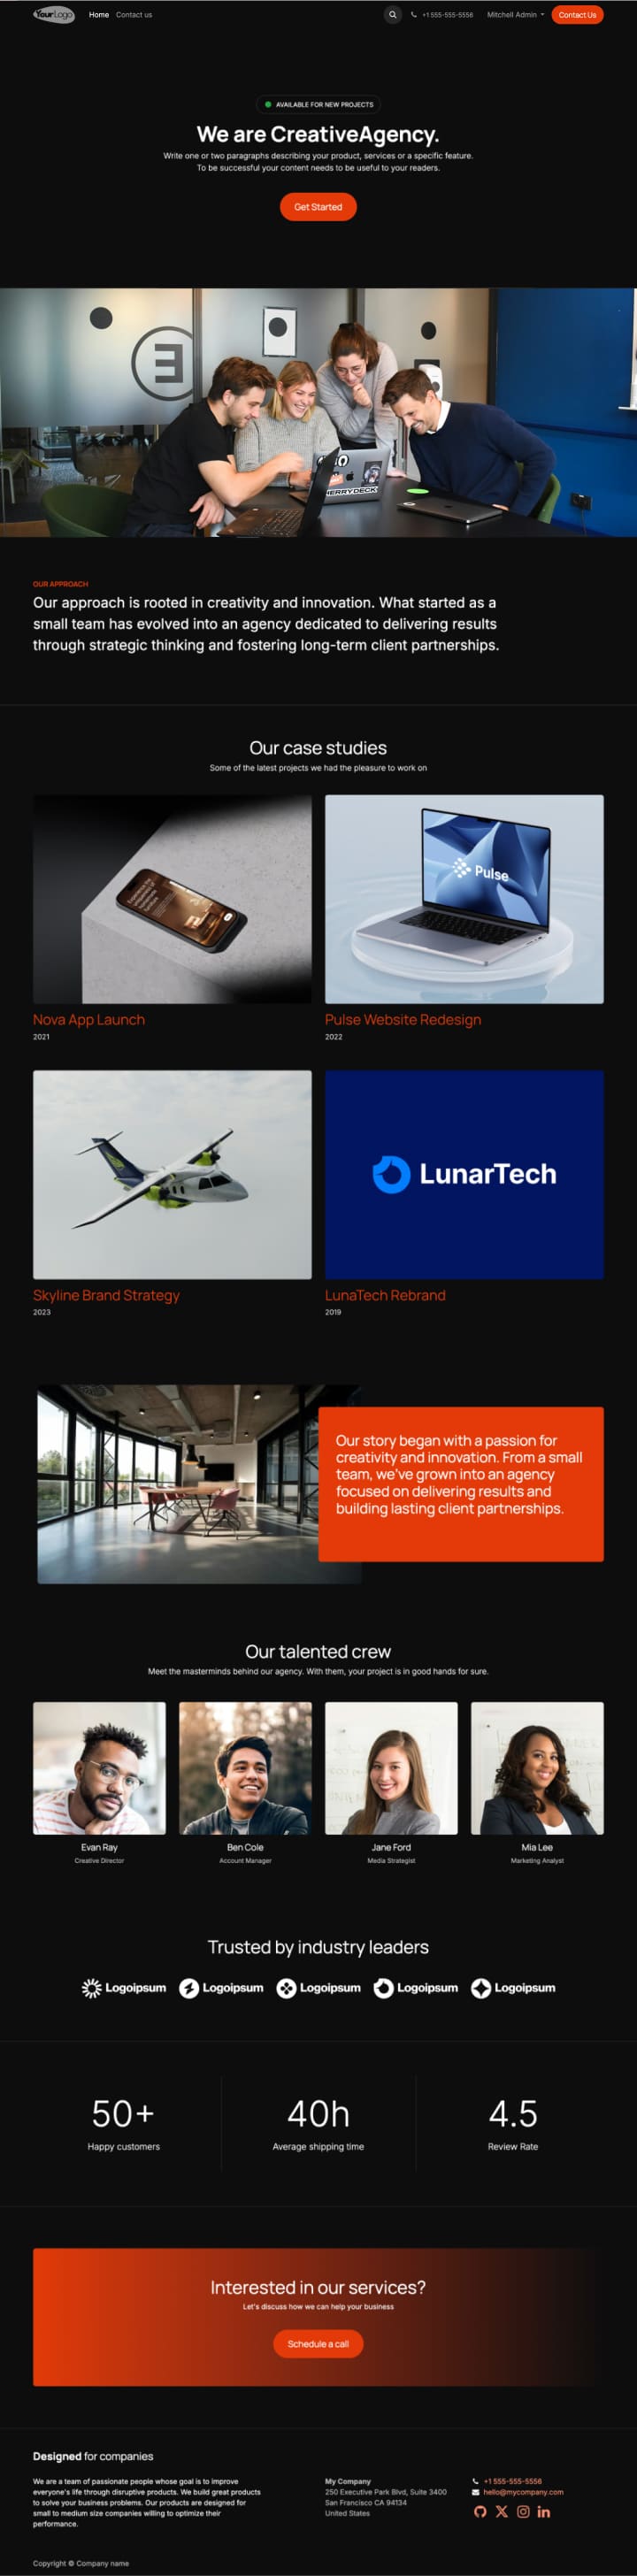 YourLogo
Home Contact us
+1 555-555-5556 Mitchell Admin Contact Us
AVAILABLE FOR NEW PROJECTS
We are CreativeAgency.
Write one or two paragraphs describing your product, services or a specific feature.
To be successful your content needs to be useful to your readers.
Get Started
HERRYDECK
OUR APPROACH
Our approach is rooted in creativity and innovation. What started as a
small team has evolved into an agency dedicated to delivering results
through strategic thinking and fostering long-term client partnerships.
Our case studies
Some of the latest projects we had the pleasure to work on
Pulse
Nova App Launch
2021
Pulse Website Redesign
2022
LunarTech
Skyline Brand Strategy
2023
LunaTech Rebrand
2019
Our story began with a passion for
creativity and innovation. From a small
team, we've grown into an agency
focused on delivering results and
building lasting client partnerships.
Our talented crew
Meet the masterminds behind our agency. With them, your project is in good hands for sure.
Evan Ray
Creative Director
Ben Cole
Account Manager
Jane Ford
Media Strategist
Mia Lee
Marketing Analyst
Trusted by industry leaders
Logoipsum Logoipsum Logoipsum Logoipsum Logoipsum
50+
Happy customers
40h
Average shipping time
4.5
Review Rate
Interested in our services?
Let's discuss how we can help your business
Schedule a call
Designed for companies
We are a team of passionate people whose goal is to improve
everyone's life through disruptive products. We build great products
to solve your business problems. Our products are designed for
small to medium size companies willing to optimize their
performance.
My Company
250 Executive Park Blvd, Suite 3400
San Francisco CA 94134
United States
+1 555-555-5556
hello@mycompany.com
Copyright © Company name